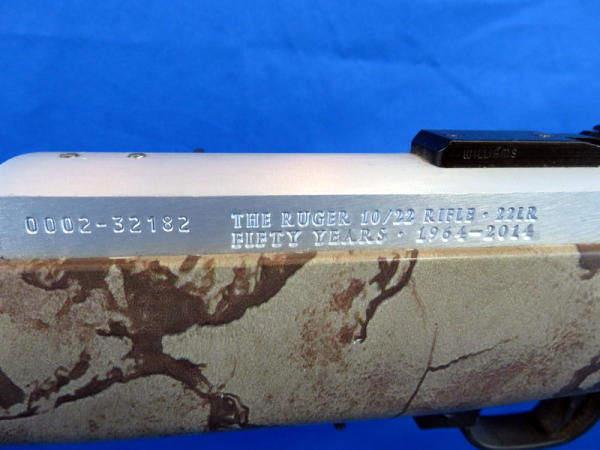 WILLIAMS
0002-32182
THE RUGER 10/22 RIFLE · 22LR
FIFTY YEARS · 1964-2014